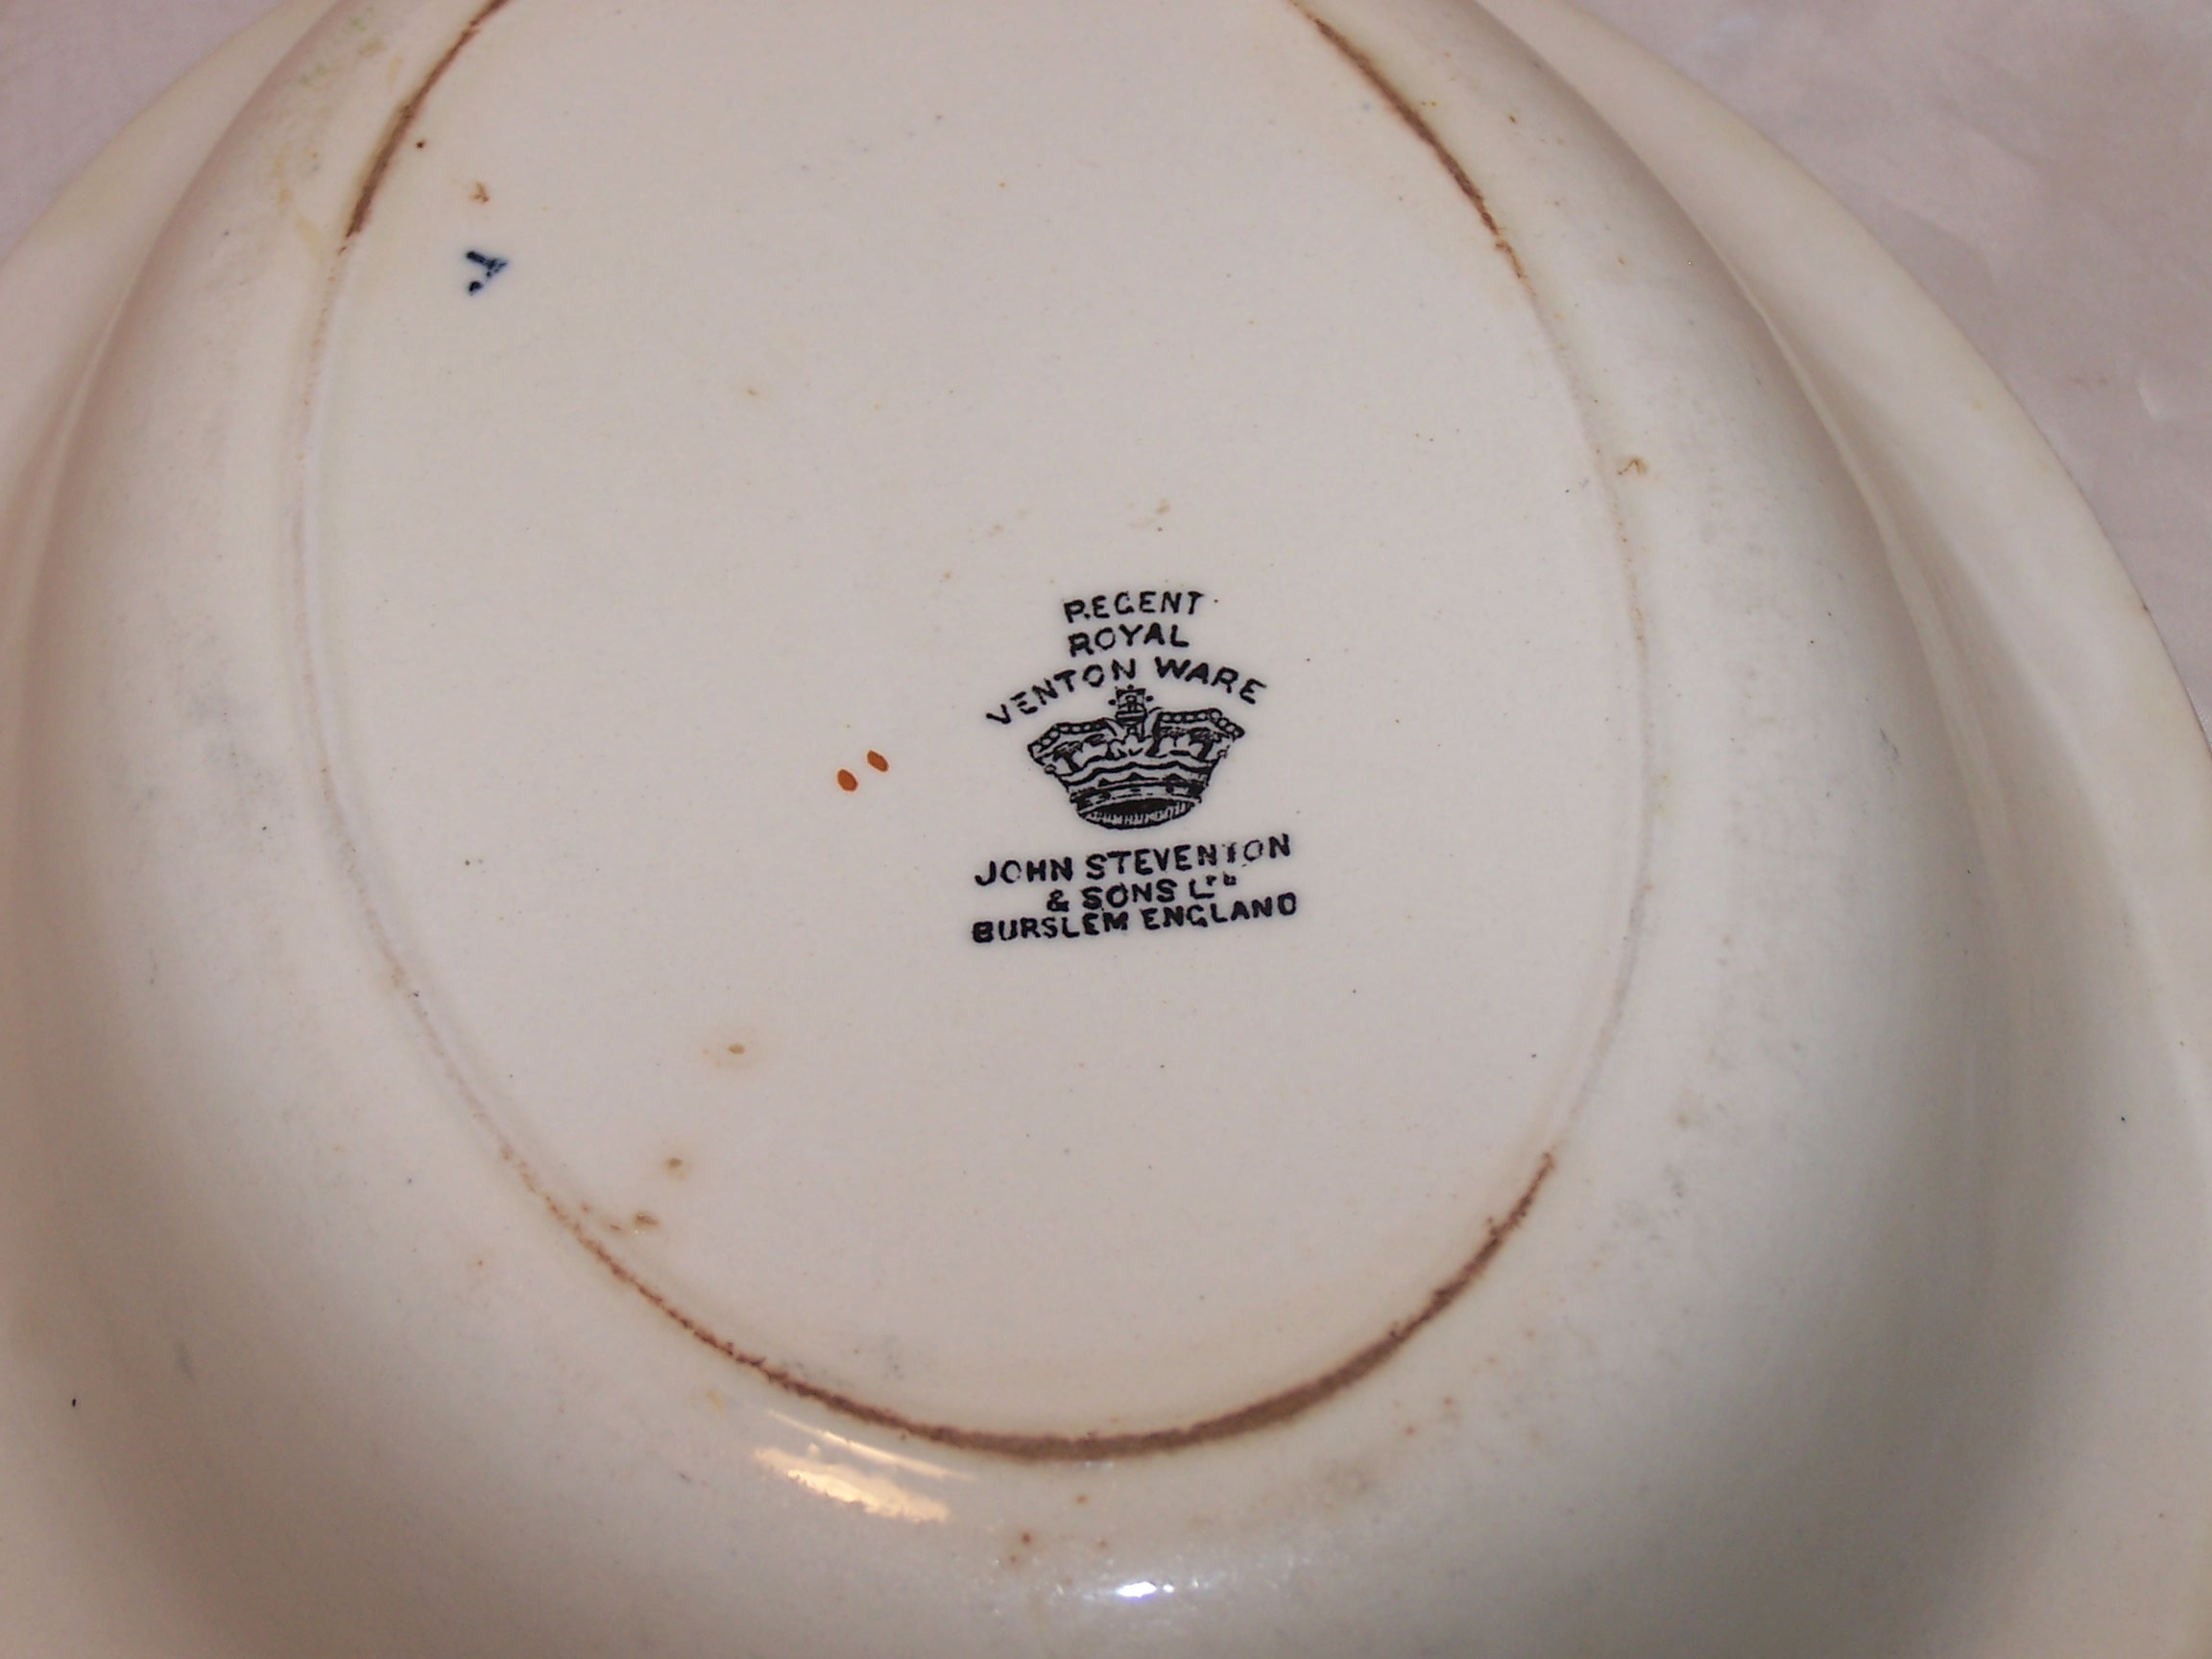 REGENT
ROYAL
VENTON WARE
JOHN STEVENTON
& SONS LTD
BURSLEM ENGLAND